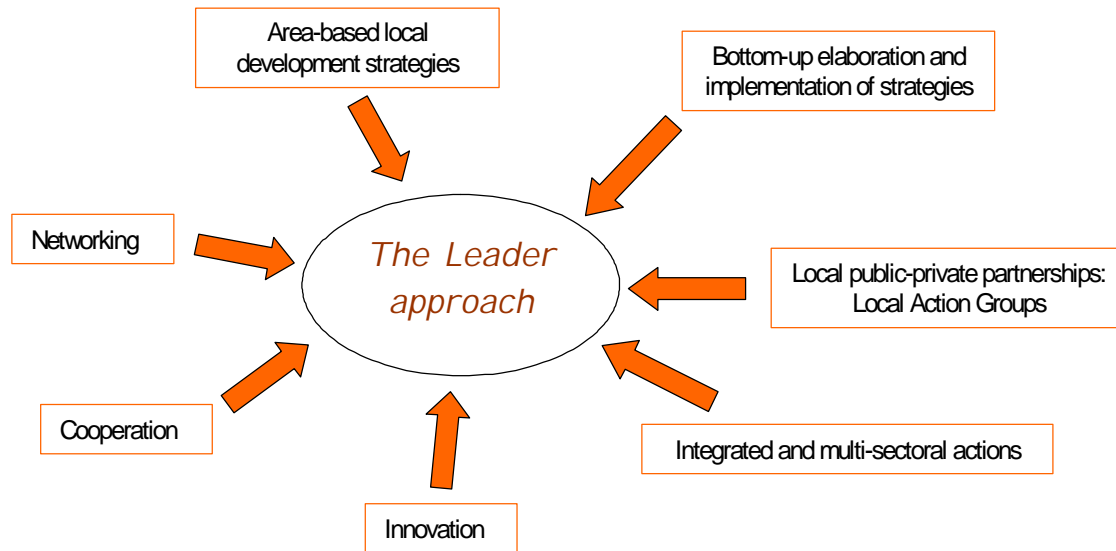 Area-based local
development strategies
Bottom-up elaboration and
implementation of strategies
Networking
The Leader
approach
Local public-private partnerships:
Local Action Groups
Cooperation
Integrated and multi-sectoral actions
Innovation